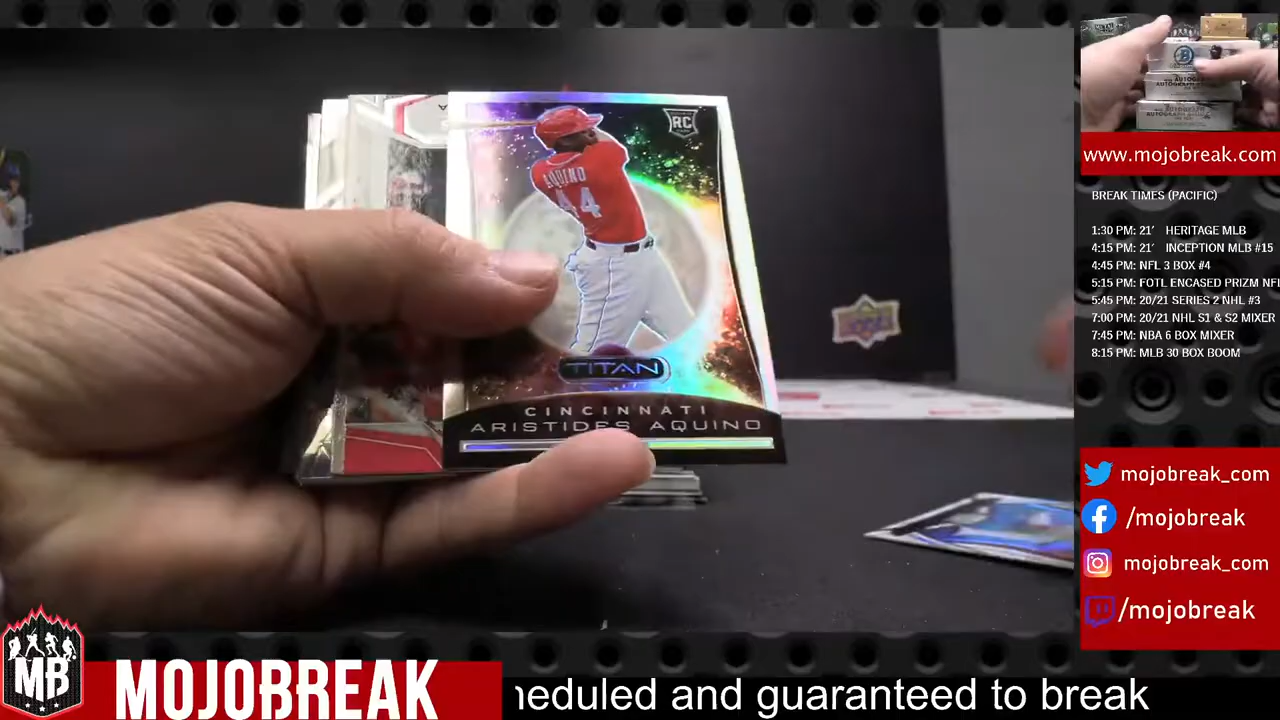 RC
AQUINO
44
TITAN
CINCINNATI
ARISTIDES AQUINO
www.mojobreak.com
BREAK TIMES (PACIFIC)
1:30 PM: 21' HERITAGE MLB
4:15 PM: 21' INCEPTION MLB #15
4:45 PM: NFL 3 BOX #4
5:15 PM: FOTL ENCASED PRIZM NFL
5:45 PM: 20/21 SERIES 2 NHL #3
7:00 PM: 20/21 NHL S1 & S2 MIXER
7:45 PM: NBA 6 BOX MIXER
8:15 PM: MLB 30 BOX BOOM
mojobreak_com
/mojobreak
mojobreak_com
/mojobreak
MB
MOJOBREAK
heduled and guaranteed to break